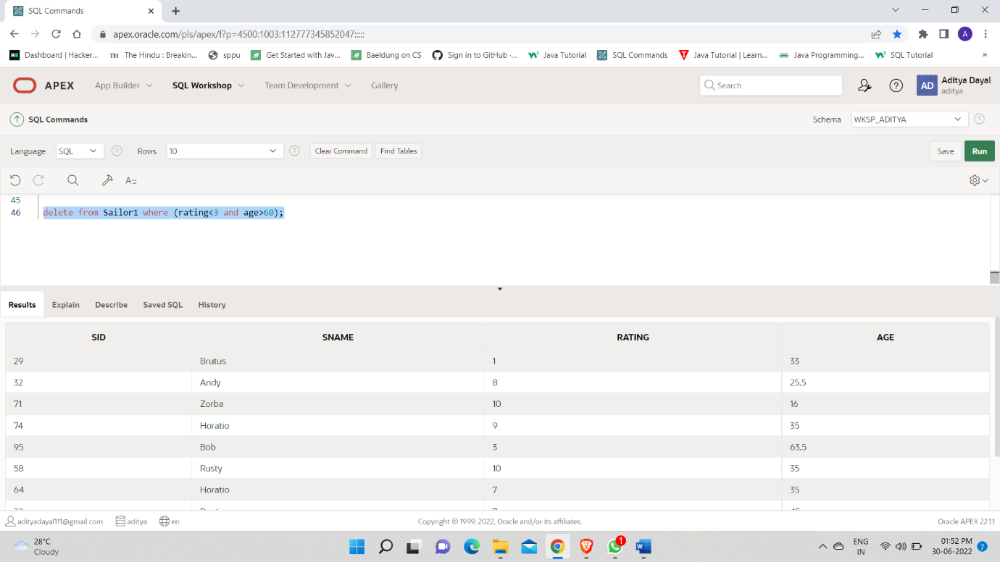 SQL Commands
apex.oracle.com/pls/apex/f?p=4500:1003:112777345852047:::::
A
Dashboard | Hacker...
TH The Hindu : Breakin...
sppu
Get Started with Jav...
Baeldung on CS
Sign in to GitHub ·...
Java Tutorial
SQL Commands
Java Tutorial | Learn...
Java Programming...
SQL Tutorial
»
APEX
App Builder
SQL Workshop
Team Development
Gallery
Search
AD
Aditya Dayal
aditya
SQL Commands
Schema
WKSP_ADITYA
Language
SQL
Rows
10
Clear Command
Find Tables
Save
Run
45
46 delete from Sailor1 where (rating<3 and age>60);
Results
Explain
Describe
Saved SQL
History
SID SNAME RATING AGE
29 Brutus 1 33
32 Andy 8 25.5
71 Zorba 10 16
74 Horatio 9 35
95 Bob 3 63.5
58 Rusty 10 35
64 Horatio 7 35
adityadayal111@gmail.com
aditya
en
Copyright © 1999, 2022, Oracle and/or its affiliates.
Oracle APEX 22.1.1
28°C
Cloudy
1
ENG
IN
01:52 PM
30-06-2022
7